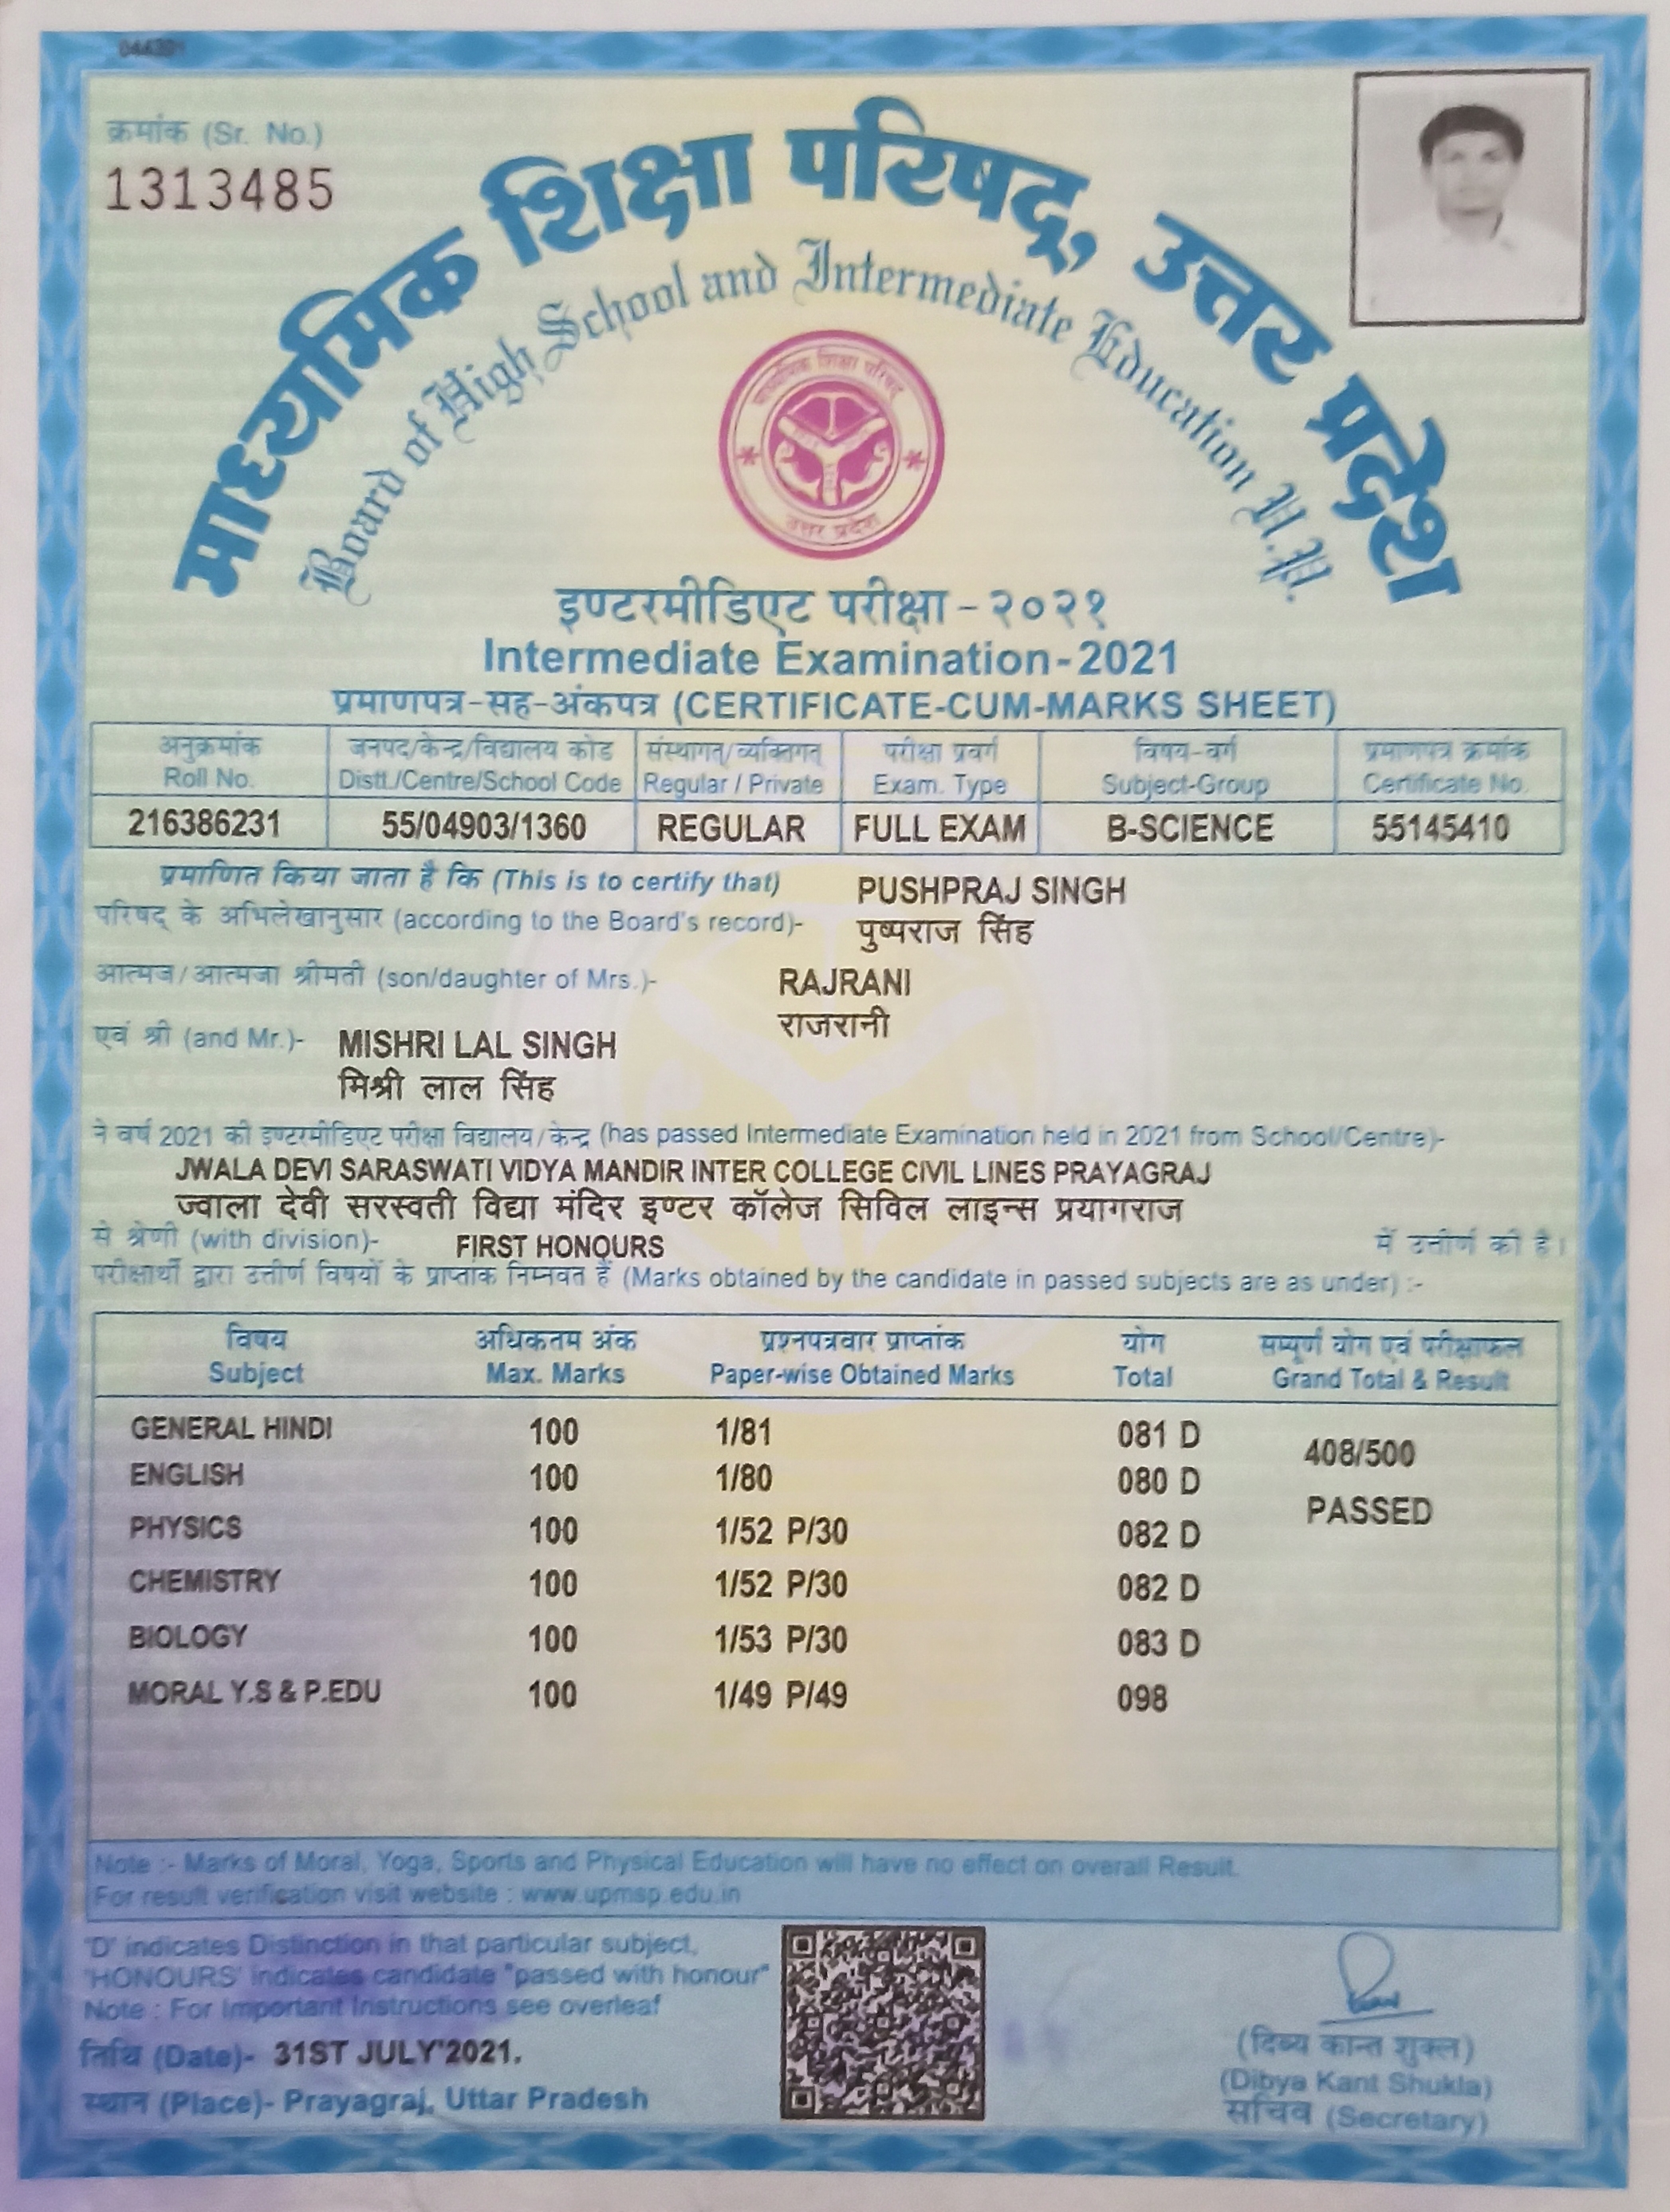 क्रमांक (Sr. No.)
1313485
माध्यमिक शिक्षा परिषद्, उत्तर प्रदेश
Board of High School and Intermediate Education U.P.
माध्यमिक शिक्षा परिषद्
उत्तर प्रदेश
इण्टरमीडिएट परीक्षा-२०२१
Intermediate Examination-2021
प्रमाणपत्र-सह-अंकपत्र (CERTIFICATE-CUM-MARKS SHEET)
अनुक्रमांक जनपद/केन्द्र/विद्यालय कोड संस्थागत्/व्यक्तिगत् परीक्षा प्रवर्ग विषय-वर्ग प्रमाणपत्र क्रमांक
Roll No. Distt./Centre/School Code Regular / Private Exam. Type Subject-Group Certificate No.
216386231 55/04903/1360 REGULAR FULL EXAM B-SCIENCE 55145410
प्रमाणित किया जाता है कि (This is to certify that) PUSHPRAJ SINGH
परिषद् के अभिलेखानुसार (according to the Board's record)- पुष्पराज सिंह
आत्मज/आत्मजा श्रीमती (son/daughter of Mrs.)- RAJRANI
राजरानी
एवं श्री (and Mr.)- MISHRI LAL SINGH
मिश्री लाल सिंह
ने वर्ष 2021 की इण्टरमीडिएट परीक्षा विद्यालय/केन्द्र (has passed Intermediate Examination held in 2021 from School/Centre)-
JWALA DEVI SARASWATI VIDYA MANDIR INTER COLLEGE CIVIL LINES PRAYAGRAJ
ज्वाला देवी सरस्वती विद्या मंदिर इण्टर कॉलेज सिविल लाइन्स प्रयागराज
से श्रेणी (with division)- FIRST HONOURS में उत्तीर्ण की है।
परीक्षार्थी द्वारा उत्तीर्ण विषयों के प्राप्तांक निम्नवत हैं (Marks obtained by the candidate in passed subjects are as under) :-
विषय अधिकतम अंक प्रश्नपत्रवार प्राप्तांक योग सम्पूर्ण योग एवं परीक्षाफल
Subject Max. Marks Paper-wise Obtained Marks Total Grand Total & Result
GENERAL HINDI 100 1/81 081 D 408/500
ENGLISH 100 1/80 080 D PASSED
PHYSICS 100 1/52 P/30 082 D
CHEMISTRY 100 1/52 P/30 082 D
BIOLOGY 100 1/53 P/30 083 D
MORAL Y.S & P.EDU 100 1/49 P/49 098
Note :- Marks of Moral, Yoga, Sports and Physical Education will have no effect on overall Result.
For result verification visit website : www.upmsp.edu.in
'D' indicates Distinction in that particular subject,
'HONOURS' indicates candidate "passed with honour"
Note : For Important Instructions see overleaf
तिथि (Date)- 31ST JULY'2021.
स्थान (Place)- Prayagraj, Uttar Pradesh
(दिव्य कान्त शुक्ल)
(Dibya Kant Shukla)
सचिव (Secretary)